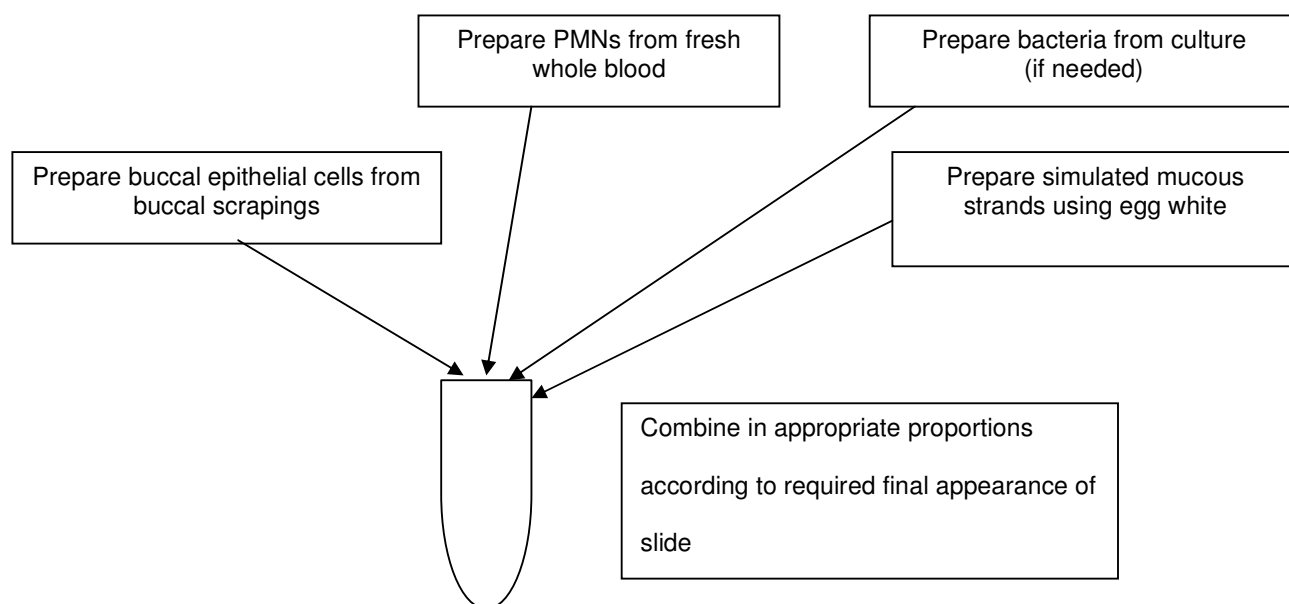 Prepare PMNs from fresh
whole blood
Prepare bacteria from culture
(if needed)
Prepare buccal epithelial cells from
buccal scrapings
Prepare simulated mucous
strands using egg white
Combine in appropriate proportions
according to required final appearance of
slide